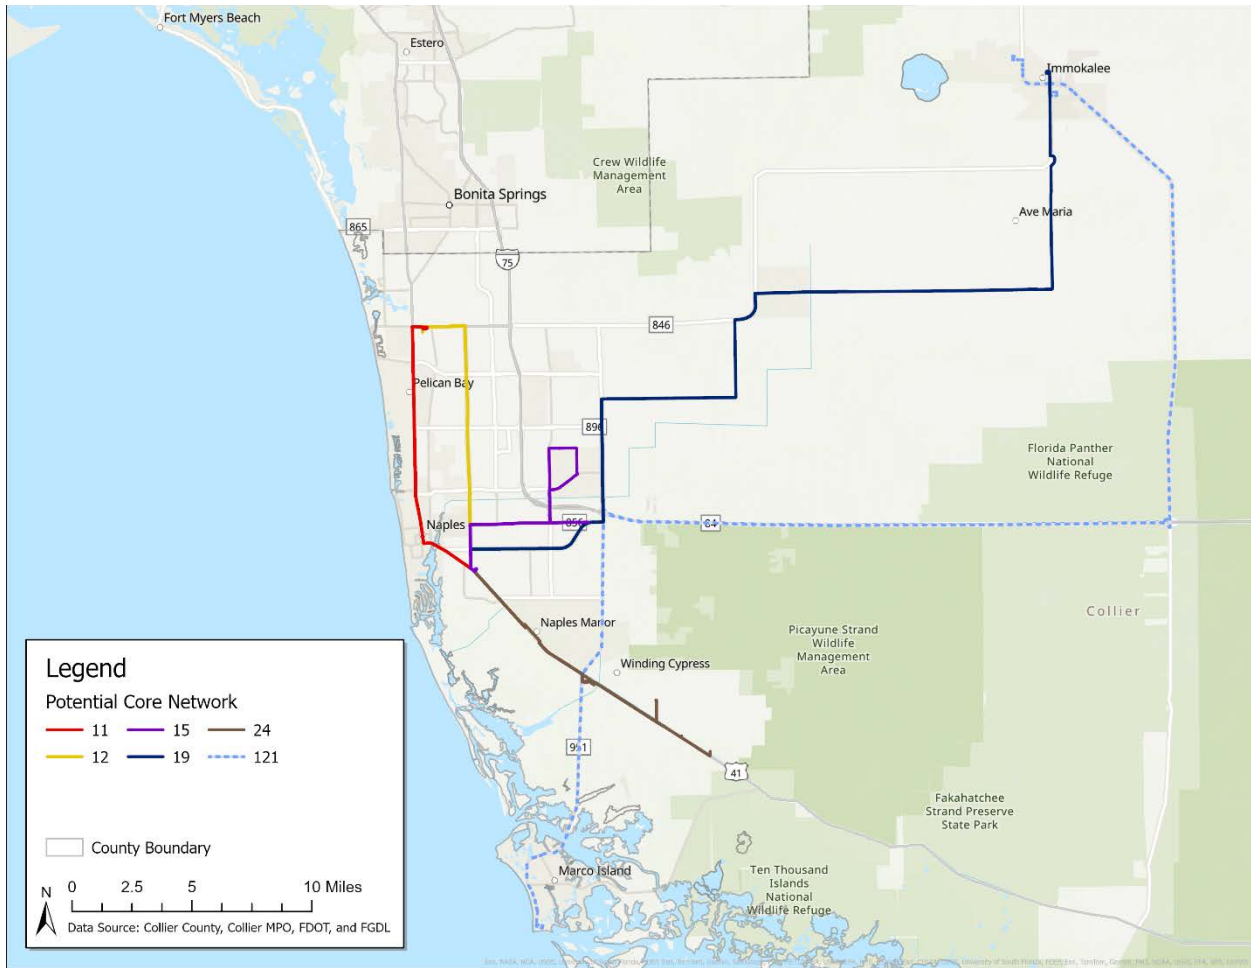 Fort Myers Beach
Estero
Immokalee
Crew Wildlife
Management
Area
Bonita Springs
Ave Maria
865
75
846
Pelican Bay
896
Florida Panther
National
Wildlife Refuge
Naples
856
84
Collier
Naples Manor
Picayune Strand
Wildlife
Management
Area
Winding Cypress
951
41
Fakahatchee
Strand Preserve
State Park
Marco Island
Ten Thousand
Islands
National
Wildlife Refuge
Legend
Potential Core Network
11 15 24
12 19 121
County Boundary
N 0 2.5 5 10 Miles
Data Source: Collier County, Collier MPO, FDOT, and FGDL